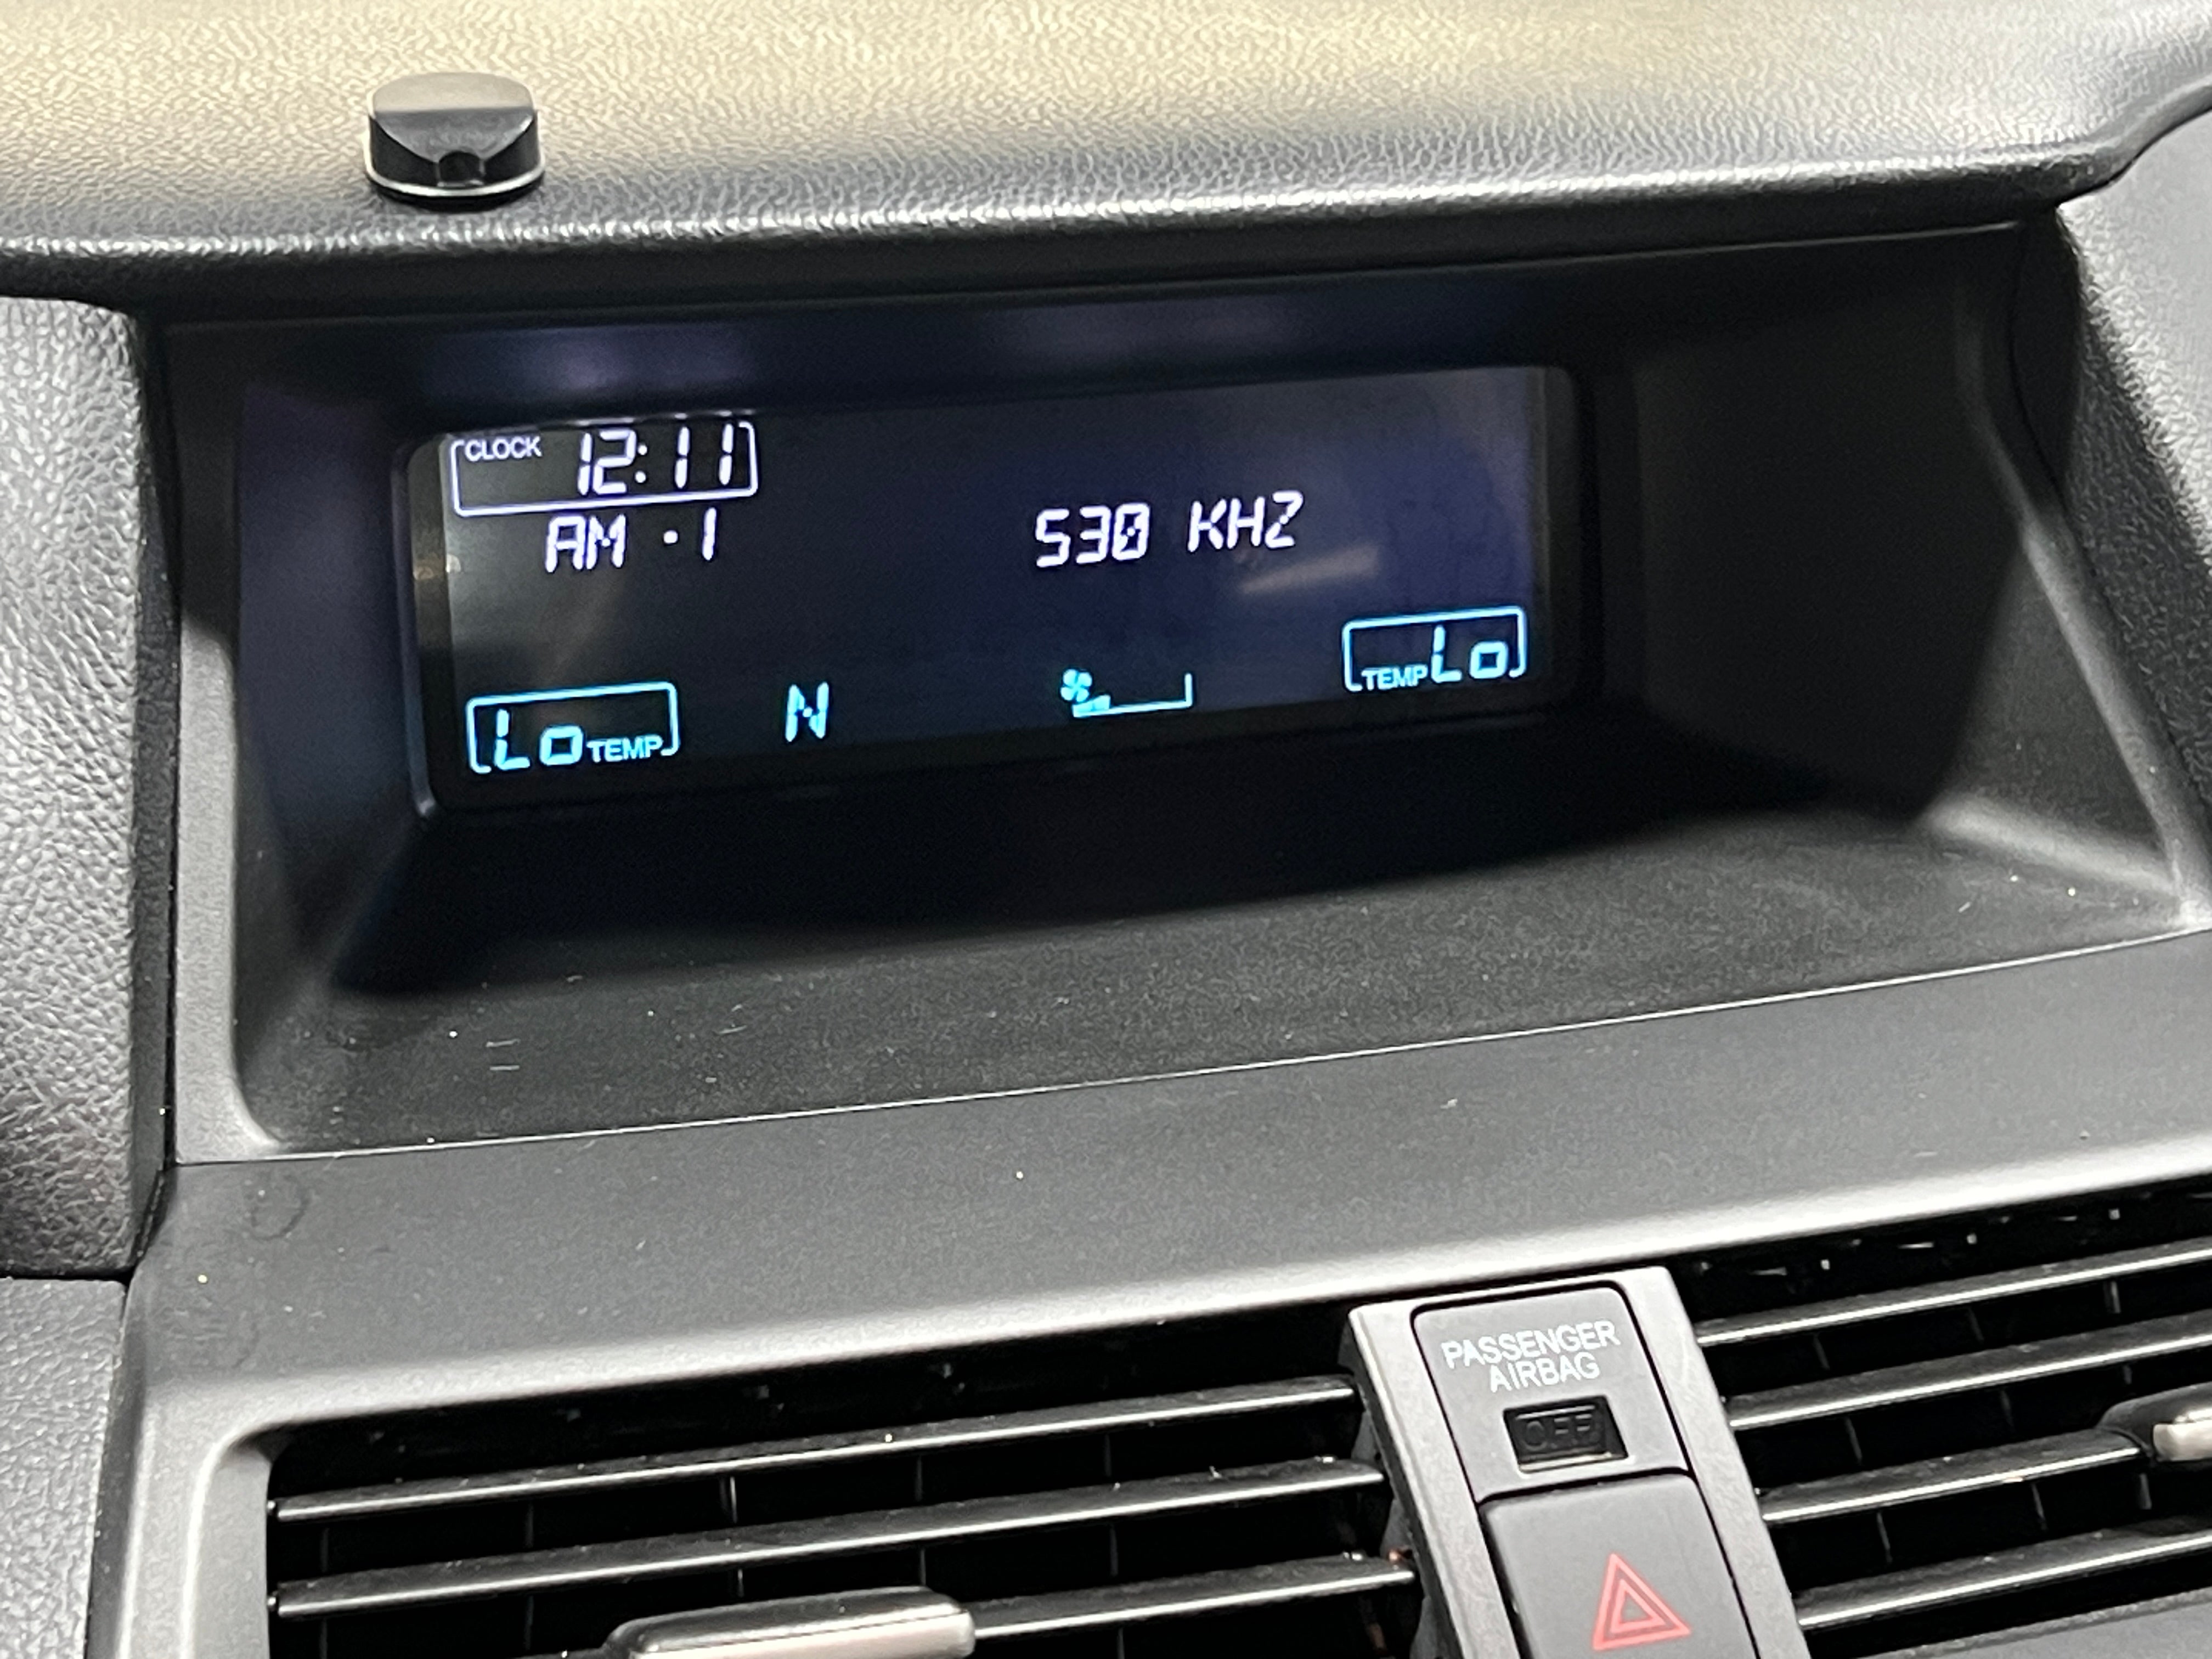 CLOCK 12:11
AM · 1 530 KHZ
Lo TEMP N TEMP Lo
PASSENGER
AIRBAG
OFF